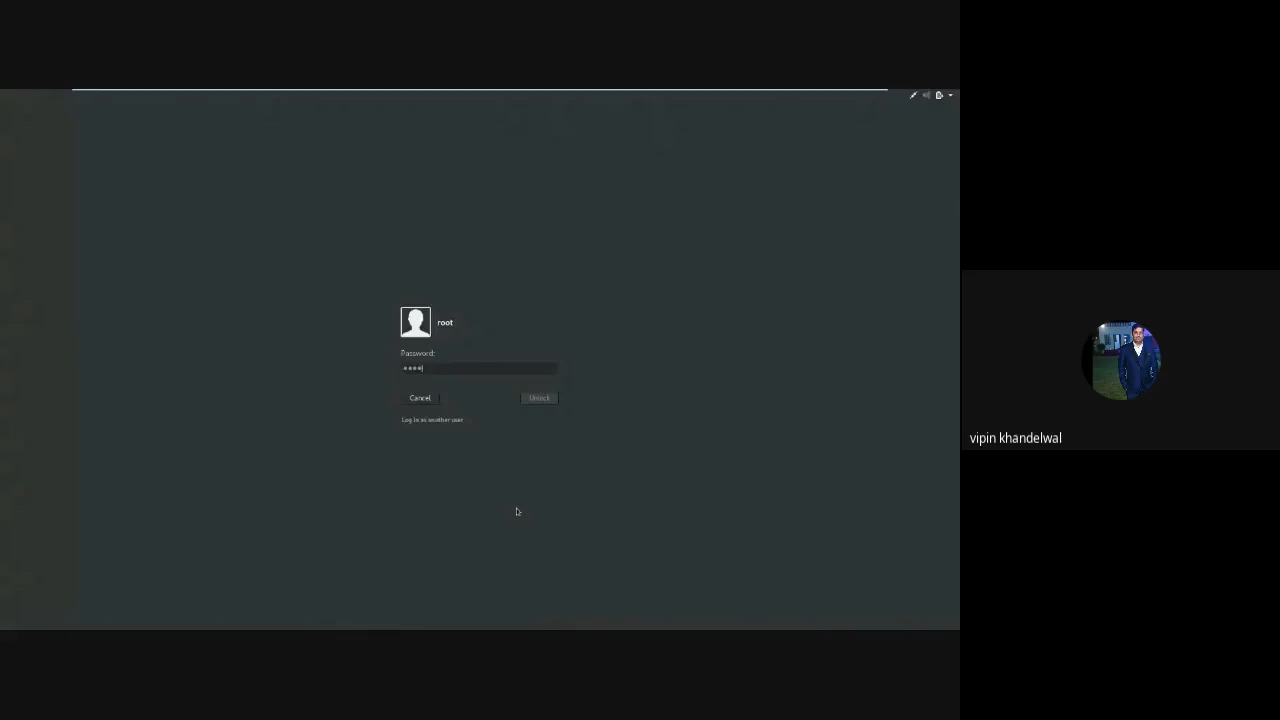 root
Password:
Cancel
Unlock
Log in as another user
vipin khandelwal